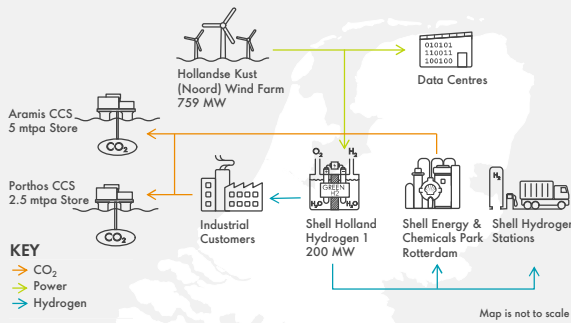 010101
110011
100100
Hollandse Kust
(Noord) Wind Farm
759 MW
Data Centres
Aramis CCS
5 mtpa Store
CO₂
Porthos CCS
2.5 mtpa Store
CO₂
O₂
H₂
GREEN
H2
H₂O
H₂O
H₂
Industrial
Customers
Shell Holland
Hydrogen 1
200 MW
Shell Energy &
Chemicals Park
Rotterdam
Shell Hydrogen
Stations
KEY
CO₂
Power
Hydrogen
Map is not to scale